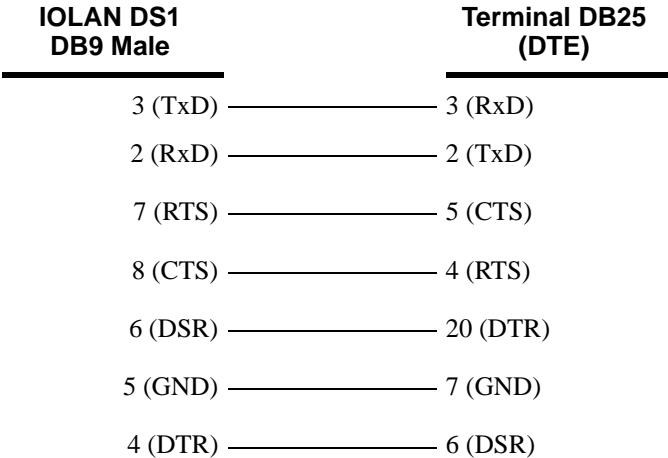 IOLAN DS1 Terminal DB25
DB9 Male (DTE)
3 (TxD) 3 (RxD)
2 (RxD) 2 (TxD)
7 (RTS) 5 (CTS)
8 (CTS) 4 (RTS)
6 (DSR) 20 (DTR)
5 (GND) 7 (GND)
4 (DTR) 6 (DSR)